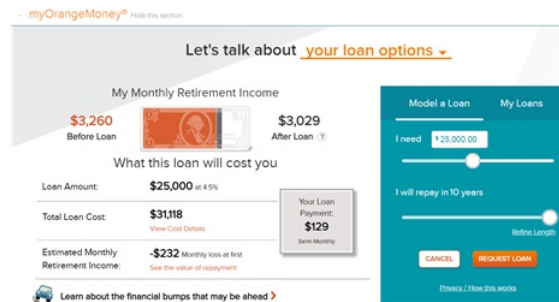 myOrangeMoney® Hide this section
Let's talk about your loan options
My Monthly Retirement Income
$3,260
Before Loan
$3,029
After Loan ?
What this loan will cost you
Loan Amount: $25,000 at 4.5%
Total Loan Cost: $31,118
View Cost Details
Estimated Monthly Retirement Income: -$232 Monthly loss at first
See the value of repayment
Your Loan
Payment:
$129
Semi-Monthly
Learn about the financial bumps that may be ahead >
Model a Loan My Loans
I need $25,000.00
I will repay in 10 years
Refine Length
CANCEL REQUEST LOAN
Privacy / How this works